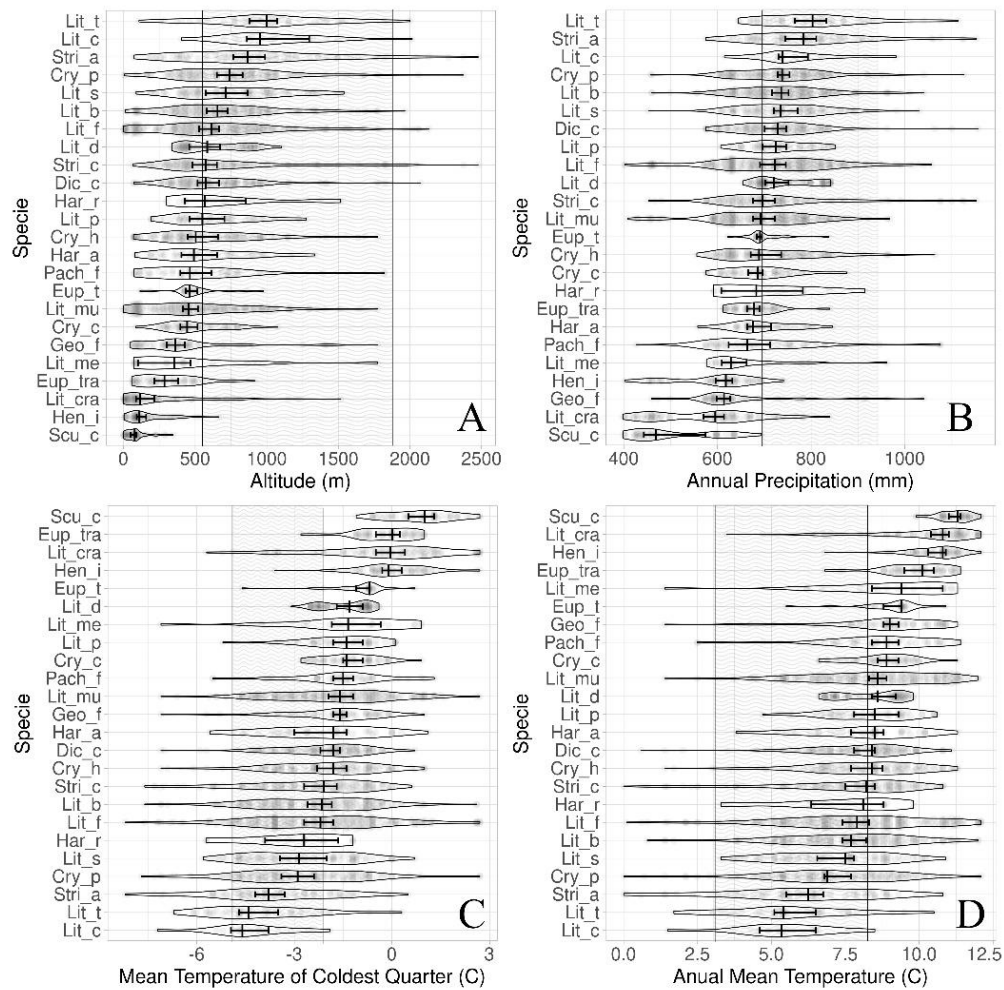 Specie
Lit_t
Lit_c
Stri_a
Cry_p
Lit_s
Lit_b
Lit_f
Lit_d
Stri_c
Dic_c
Har_r
Lit_p
Cry_h
Har_a
Pach_f
Eup_t
Lit_mu
Cry_c
Geo_f
Lit_me
Eup_tra
Lit_cra
Hen_i
Scu_c
A
0 500 1000 1500 2000 2500
Altitude (m)
Specie
Lit_t
Stri_a
Lit_c
Cry_p
Lit_b
Lit_s
Dic_c
Lit_p
Lit_f
Lit_d
Stri_c
Lit_mu
Eup_t
Cry_h
Cry_c
Har_r
Eup_tra
Har_a
Pach_f
Lit_me
Hen_i
Geo_f
Lit_cra
Scu_c
B
400 600 800 1000
Annual Precipitation (mm)
Specie
Scu_c
Eup_tra
Lit_cra
Hen_i
Eup_t
Lit_d
Lit_me
Lit_p
Cry_c
Pach_f
Lit_mu
Geo_f
Har_a
Dic_c
Cry_h
Stri_c
Lit_b
Lit_f
Har_r
Lit_s
Cry_p
Stri_a
Lit_t
Lit_c
C
-6 -3 0 3
Mean Temperature of Coldest Quarter (C)
Specie
Scu_c
Lit_cra
Hen_i
Eup_tra
Lit_me
Eup_t
Geo_f
Pach_f
Cry_c
Lit_mu
Lit_d
Lit_p
Har_a
Dic_c
Cry_h
Stri_c
Har_r
Lit_f
Lit_b
Lit_s
Cry_p
Stri_a
Lit_t
Lit_c
D
0.0 2.5 5.0 7.5 10.0 12.5
Anual Mean Temperature (C)